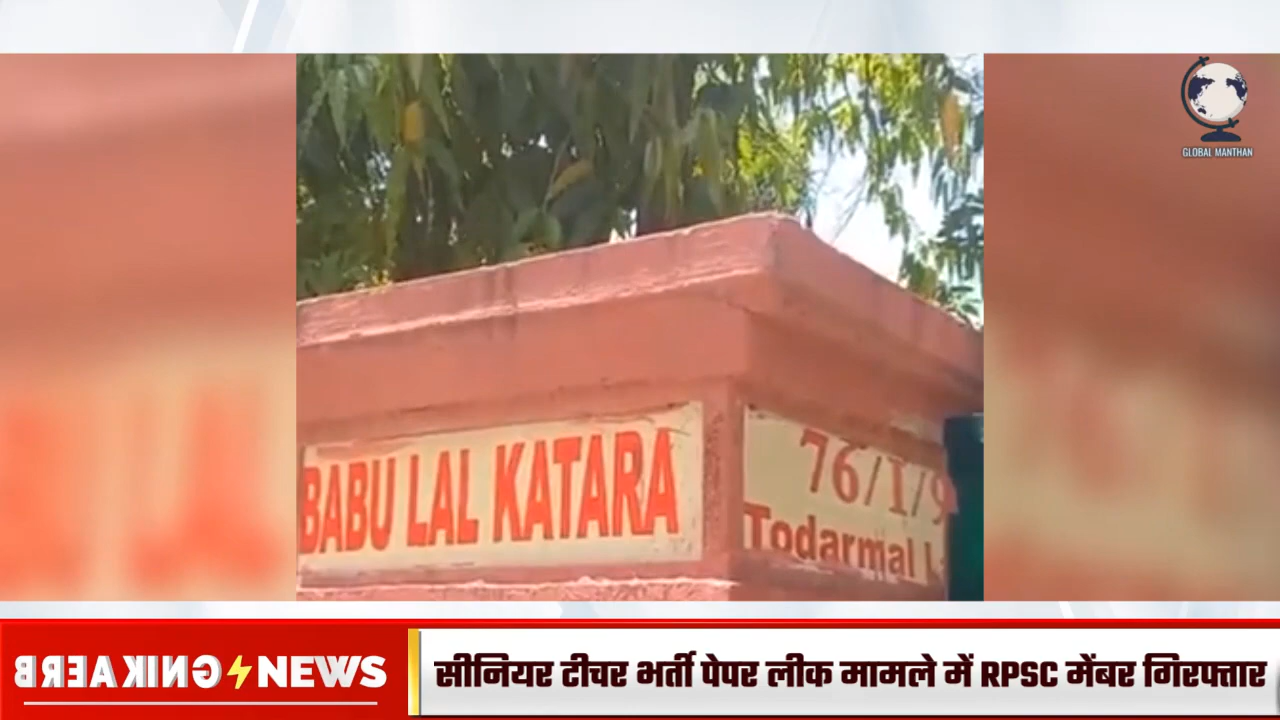 GLOBAL MANTHAN
BABU LAL KATARA
76/1/9
Todarmal
BREAKING NEWS
सीनियर टीचर भर्ती पेपर लीक मामले में RPSC मेंबर गिरफ्तार